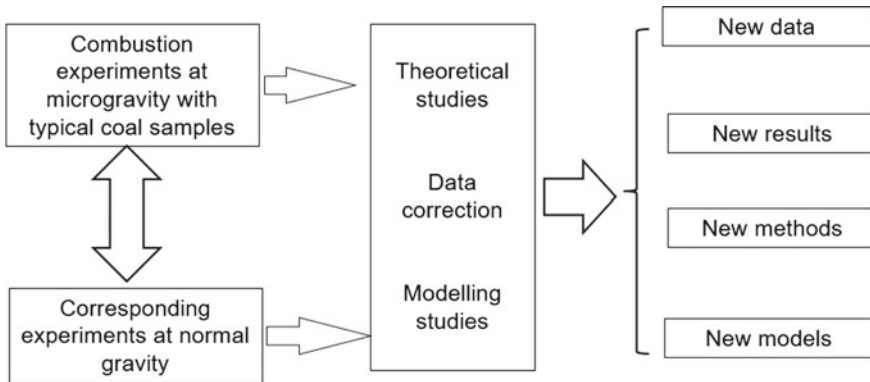 Combustion
experiments at
microgravity with
typical coal samples
Corresponding
experiments at normal
gravity
Theoretical
studies
Data
correction
Modelling
studies
New data
New results
New methods
New models